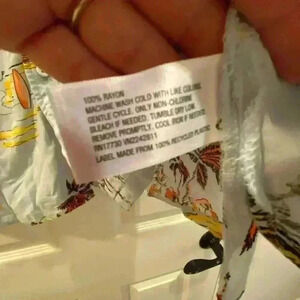 100% RAYON
MACHINE WASH COLD WITH LIKE COLORS.
GENTLE CYCLE. ONLY NON-CHLORINE
BLEACH IF NEEDED. TUMBLE DRY LOW.
REMOVE PROMPTLY. COOL IRON IF NEEDED.
RN17730 VN2242811
LABEL MADE FROM 100% RECYCLED PLASTIC